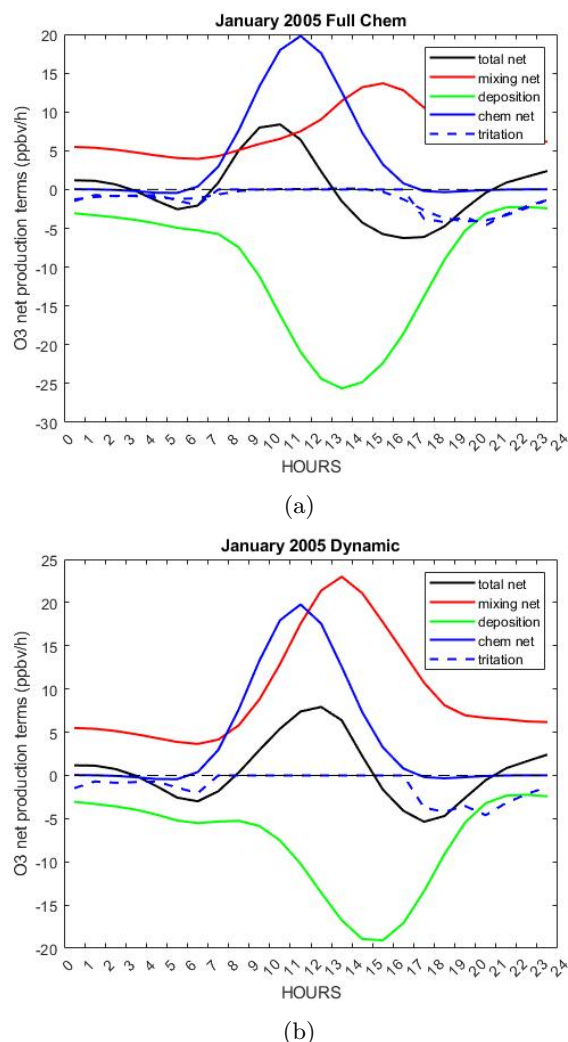 January 2005 Full Chem
20
15
10
5
0
-5
-10
-15
-20
-25
-30
O3 net production terms (ppbv/h)
total net
mixing net
deposition
chem net
tritation
0 1 2 3 4 5 6 7 8 9 10 11 12 13 14 15 16 17 18 19 20 21 22 23 24
HOURS
(a)
January 2005 Dynamic
25
20
15
10
5
0
-5
-10
-15
-20
O3 net production terms (ppbv/h)
total net
mixing net
deposition
chem net
tritation
0 1 2 3 4 5 6 7 8 9 10 11 12 13 14 15 16 17 18 19 20 21 22 23 24
HOURS
(b)